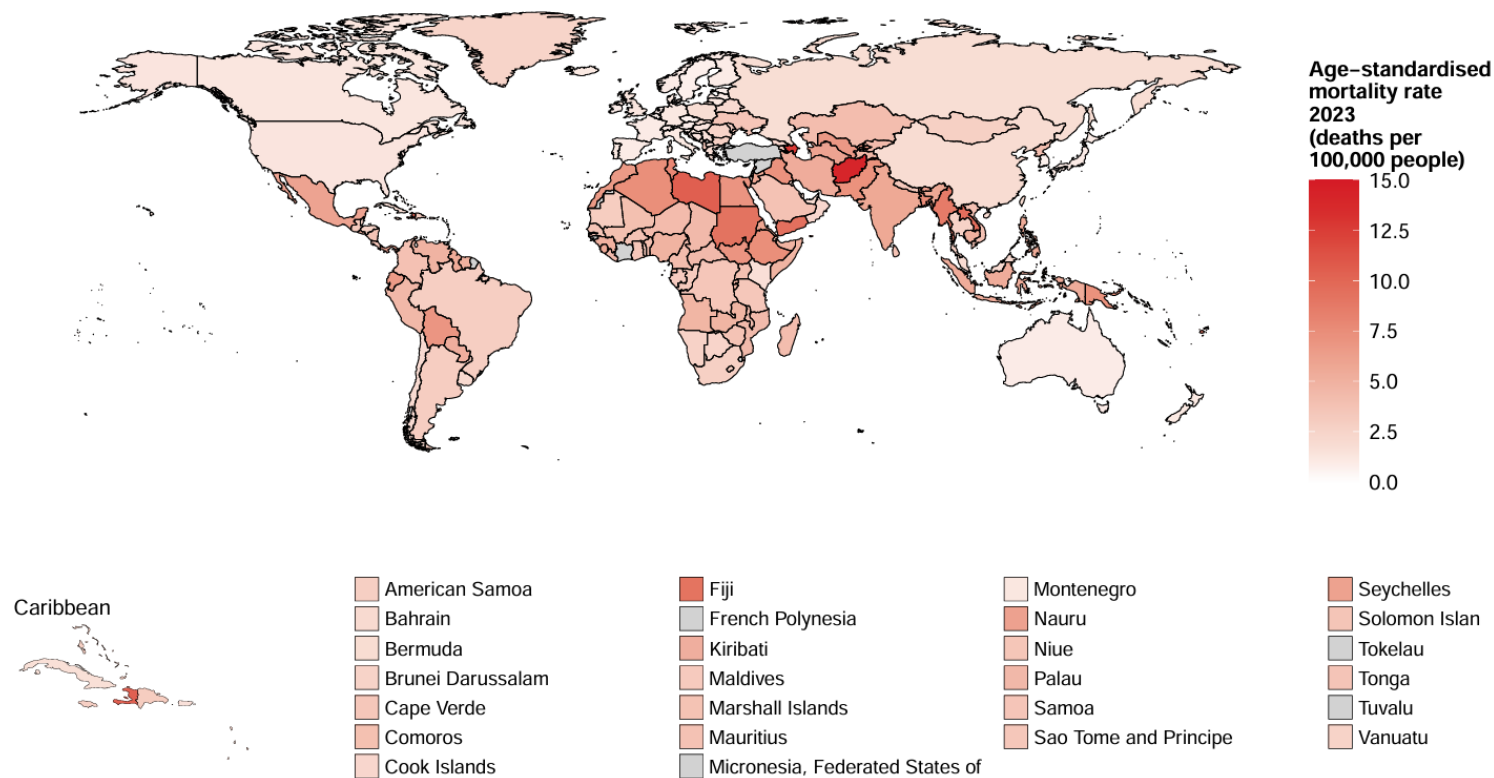 Age–standardised
mortality rate
2023
(deaths per
100,000 people)
15.0
12.5
10.0
7.5
5.0
2.5
0.0
Caribbean
American Samoa
Bahrain
Bermuda
Brunei Darussalam
Cape Verde
Comoros
Cook Islands
Fiji
French Polynesia
Kiribati
Maldives
Marshall Islands
Mauritius
Micronesia, Federated States of
Montenegro
Nauru
Niue
Palau
Samoa
Sao Tome and Principe
Seychelles
Solomon Islan
Tokelau
Tonga
Tuvalu
Vanuatu